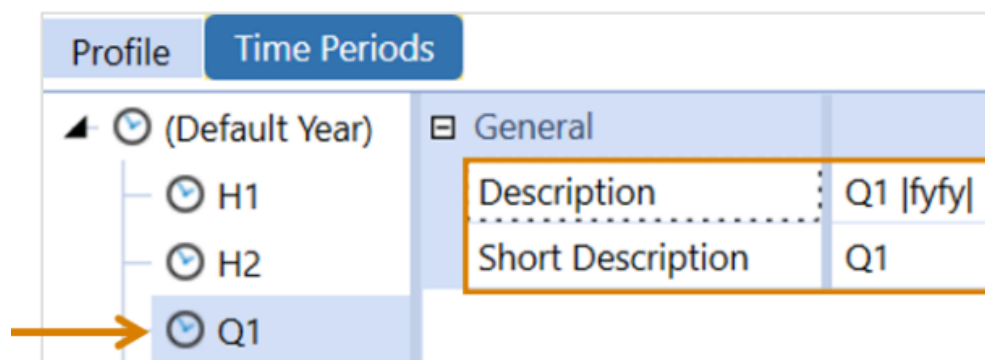 Profile Time Periods
(Default Year) General
H1 Description Q1 |fyfy|
H2 Short Description Q1
Q1